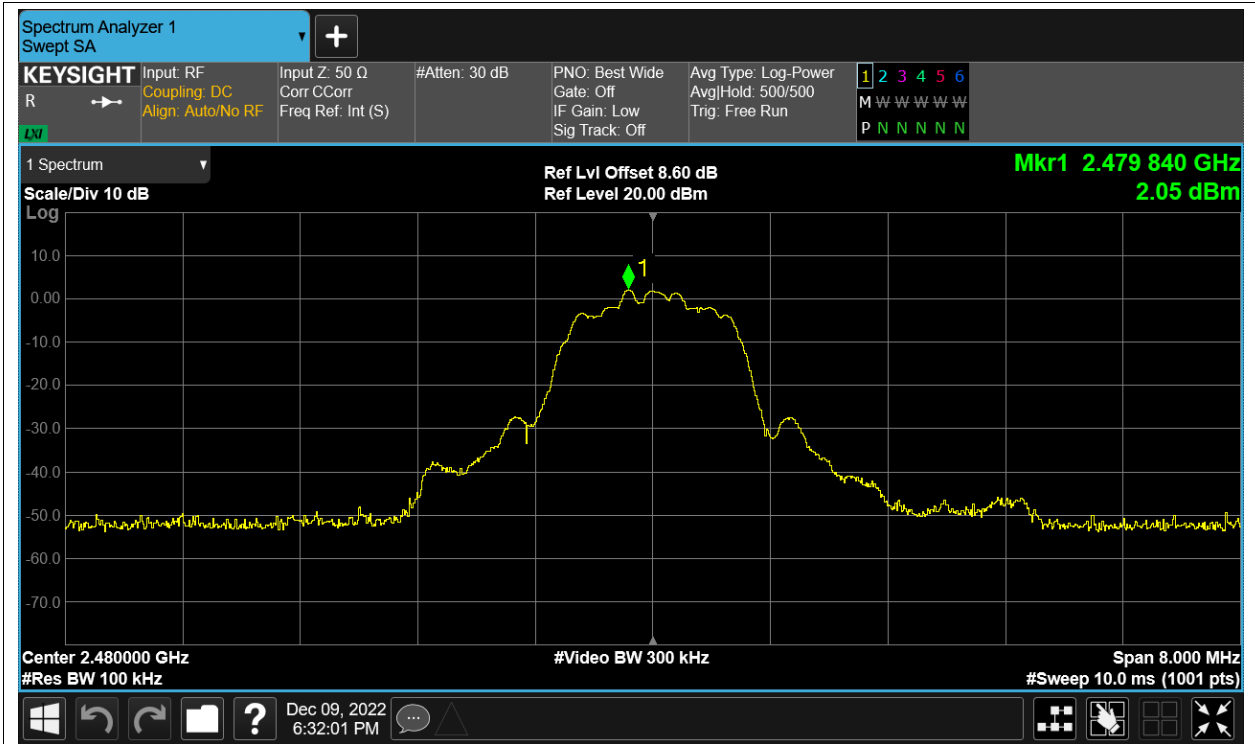 Spectrum Analyzer 1
Swept SA
KEYSIGHT
R
LXI
Input: RF
Coupling: DC
Align: Auto/No RF
Input Z: 50 Ω
Corr CCorr
Freq Ref: Int (S)
#Atten: 30 dB
PNO: Best Wide
Gate: Off
IF Gain: Low
Sig Track: Off
Avg Type: Log-Power
Avg|Hold: 500/500
Trig: Free Run
1 2 3 4 5 6
M W W W W W
P N N N N N
1 Spectrum
Scale/Div 10 dB
Log
Ref Lvl Offset 8.60 dB
Ref Level 20.00 dBm
Mkr1 2.479 840 GHz
2.05 dBm
1
10.0
0.00
-10.0
-20.0
-30.0
-40.0
-50.0
-60.0
-70.0
Center 2.480000 GHz
#Video BW 300 kHz
Span 8.000 MHz
#Res BW 100 kHz
#Sweep 10.0 ms (1001 pts)
?
Dec 09, 2022
6:32:01 PM